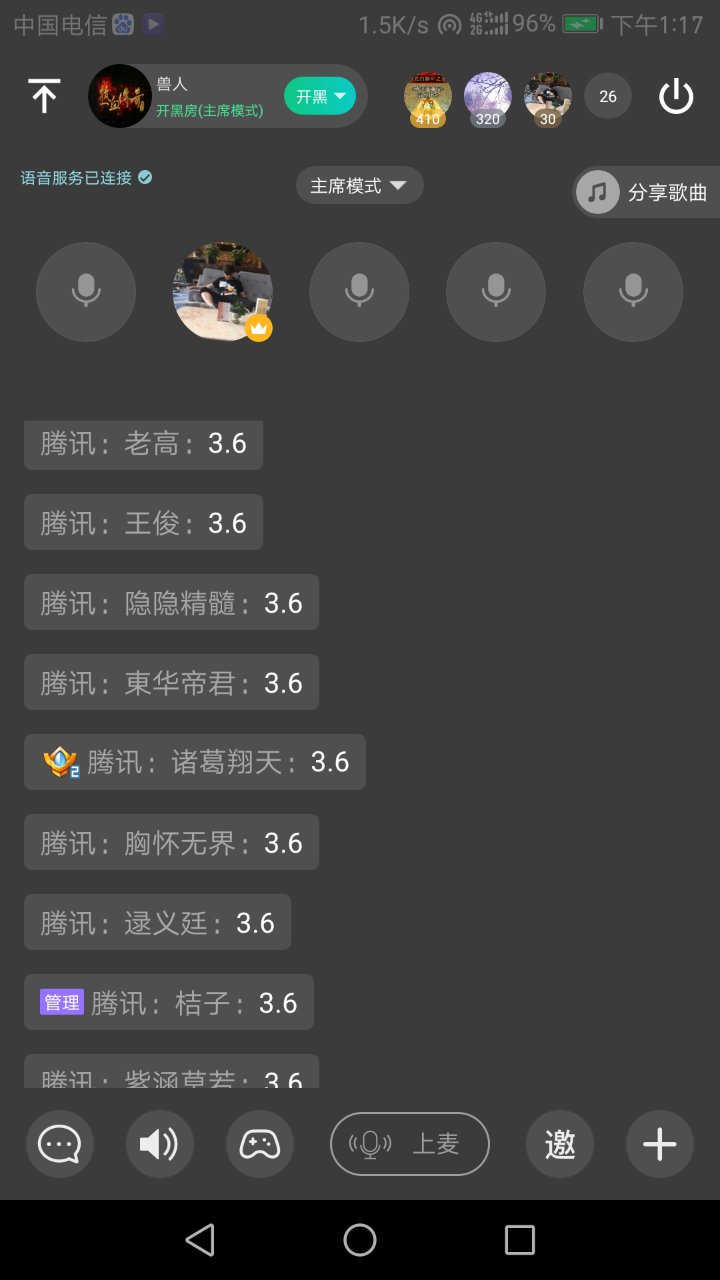 中国电信 1.5K/s 4G 2G 96% 下午1:17
兽人
开黑房(主席模式)
开黑
410 320 30 26
语音服务已连接
主席模式
分享歌曲
腾讯：老高：3.6
腾讯：王俊：3.6
腾讯：隐隐精髓：3.6
腾讯：東华帝君：3.6
2 腾讯：诸葛翔天：3.6
腾讯：胸怀无界：3.6
腾讯：逯义廷：3.6
管理 腾讯：桔子：3.6
腾讯：紫涵莫若：3.6
上麦 邀